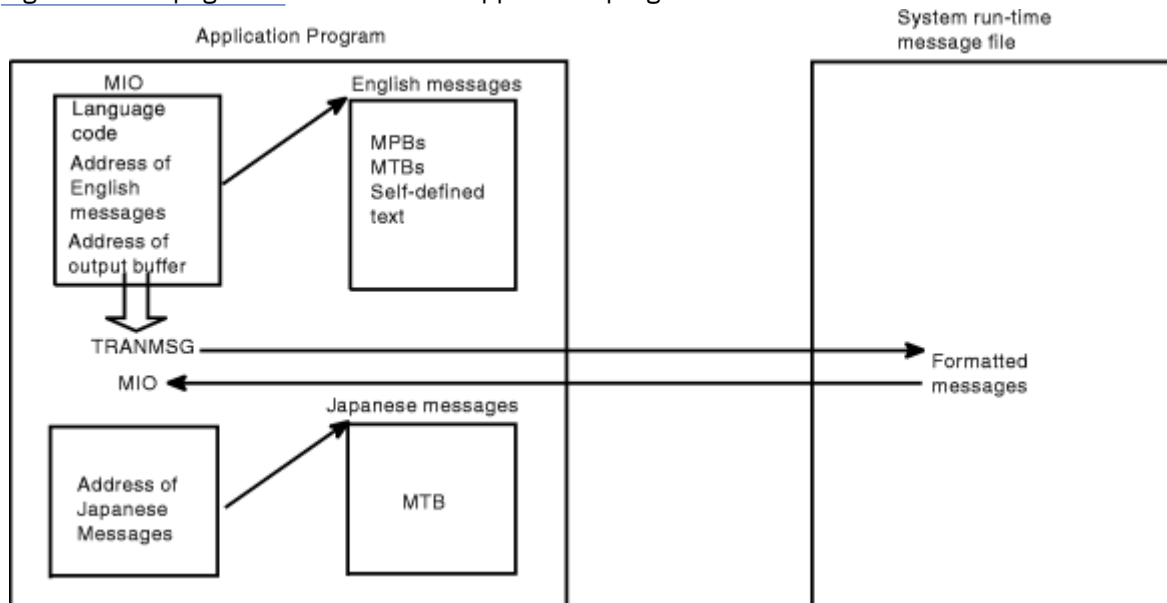 Application Program
System run-time
message file
MIO
Language
code
Address of
English
messages
Address of
output buffer
English messages
MPBs
MTBs
Self-defined
text
TRANMSG
MIO
Formatted
messages
Japanese messages
Address of
Japanese
Messages
MTB